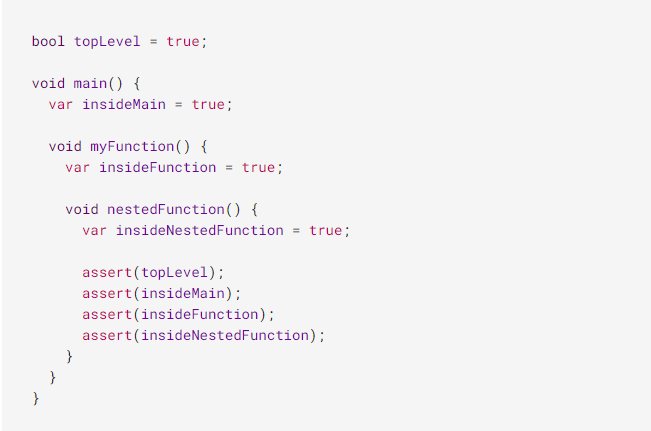 bool topLevel = true;

void main() {
  var insideMain = true;

  void myFunction() {
    var insideFunction = true;

    void nestedFunction() {
      var insideNestedFunction = true;

      assert(topLevel);
      assert(insideMain);
      assert(insideFunction);
      assert(insideNestedFunction);
    }
  }
}